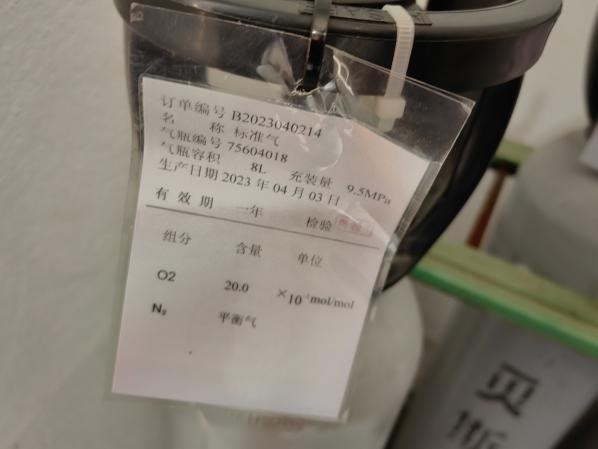 订单编号 B2023040214
名 称 标准气
气瓶编号 75604018
气瓶容积 8L 充装量 9.5MPa
生产日期 2023 年 04 月 03 日
有 效 期 一年 检验
组分 含量 单位
O2 20.0 ×10 mol/mol
N₂ 平衡气
贝
斯